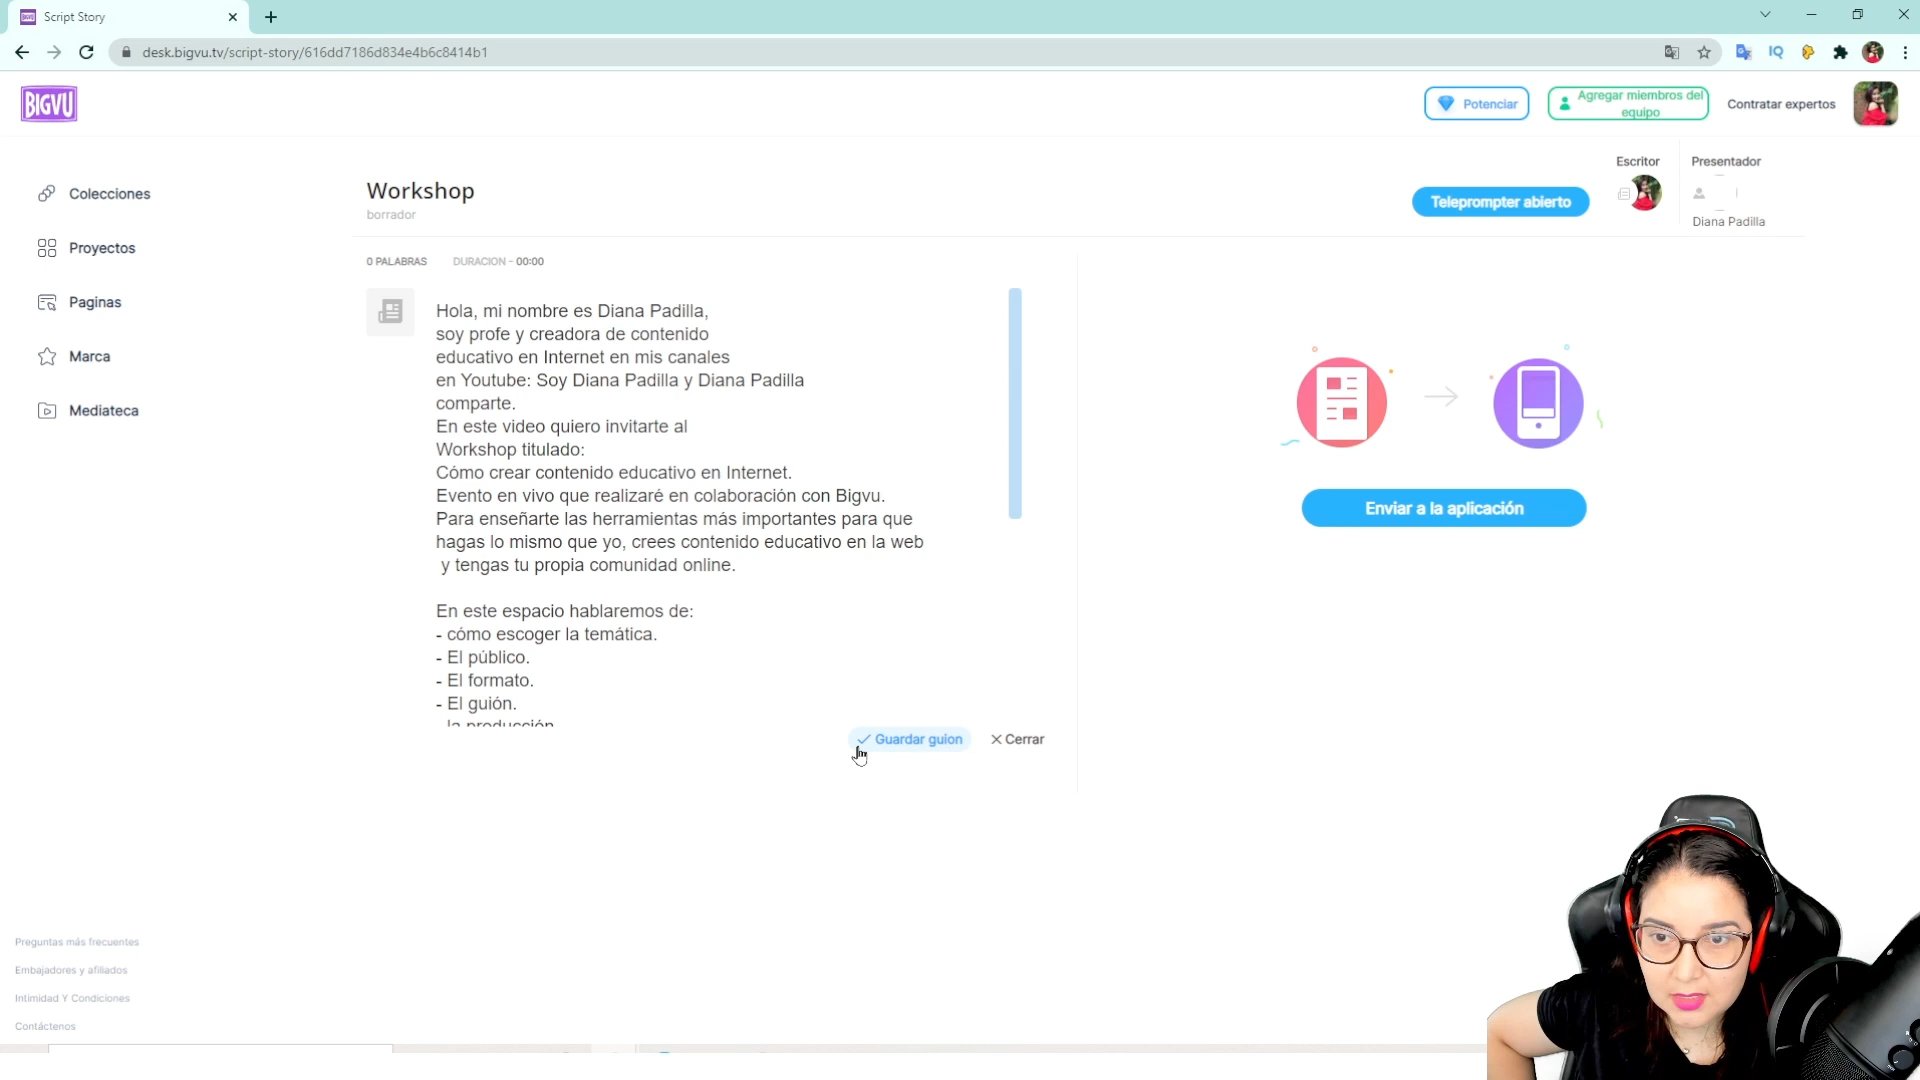 Script Story
desk.bigvu.tv/script-story/616dd7186d834e4b6c8414b1
IQ
BIGVU
Potenciar
Agregar miembros del
equipo
Contratar expertos
Colecciones
Proyectos
Paginas
Marca
Mediateca
Workshop
borrador
Teleprompter abierto
Escritor
Presentador
Diana Padilla
0 PALABRAS
DURACION - 00:00
Hola, mi nombre es Diana Padilla,
soy profe y creadora de contenido
educativo en Internet en mis canales
en Youtube: Soy Diana Padilla y Diana Padilla
comparte.
En este video quiero invitarte al
Workshop titulado:
Cómo crear contenido educativo en Internet.
Evento en vivo que realizaré en colaboración con Bigvu.
Para enseñarte las herramientas más importantes para que
hagas lo mismo que yo, crees contenido educativo en la web
y tengas tu propia comunidad online.
En este espacio hablaremos de:
- cómo escoger la temática.
- El público.
- El formato.
- El guión.
- la producción
Guardar guion
Cerrar
Enviar a la aplicación
Preguntas más frecuentes
Embajadores y afiliados
Intimidad Y Condiciones
Contáctenos